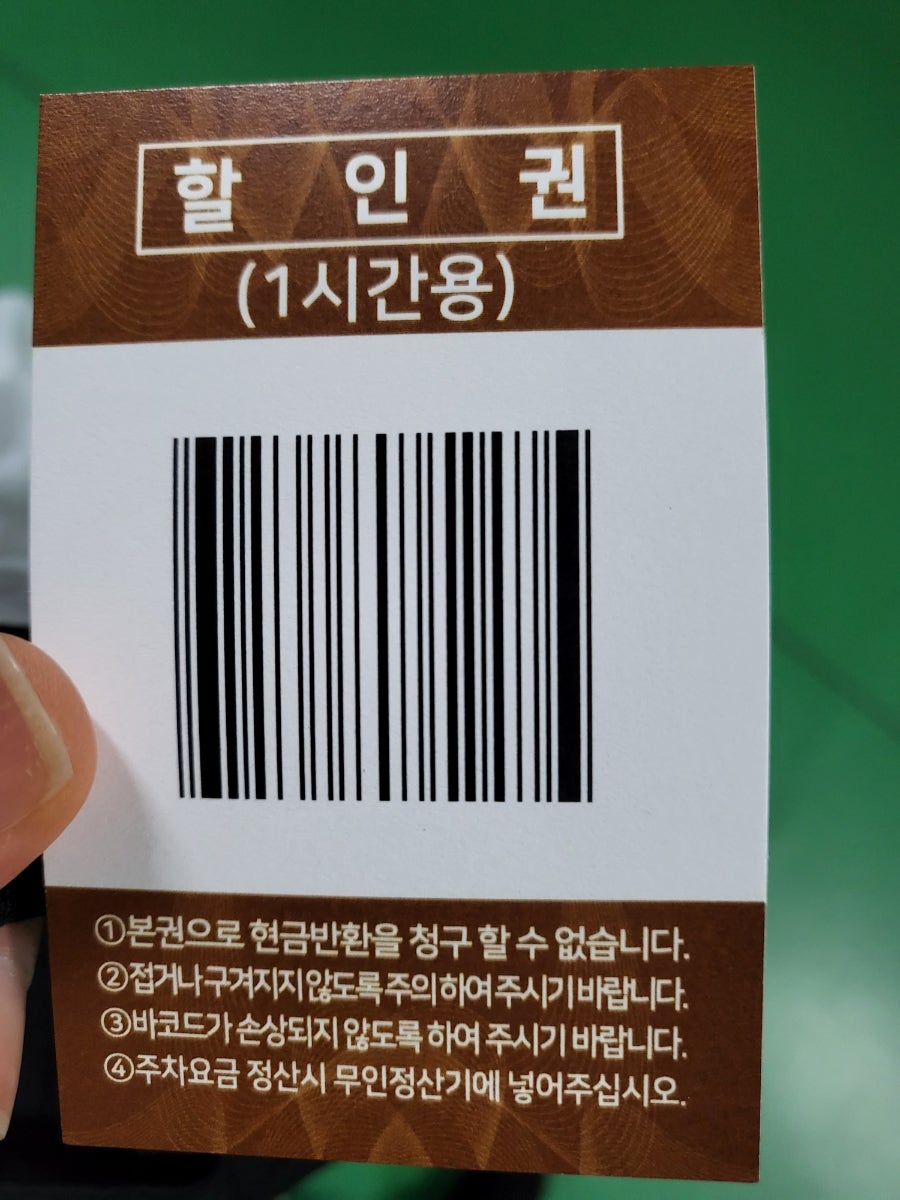 할 인 권
(1시간용)
①본권으로 현금반환을 청구 할 수 없습니다.
②접거나 구겨지지 않도록 주의 하여 주시기 바랍니다.
③바코드가 손상되지 않도록 하여 주시기 바랍니다.
④주차요금 정산시 무인정산기에 넣어주십시오.